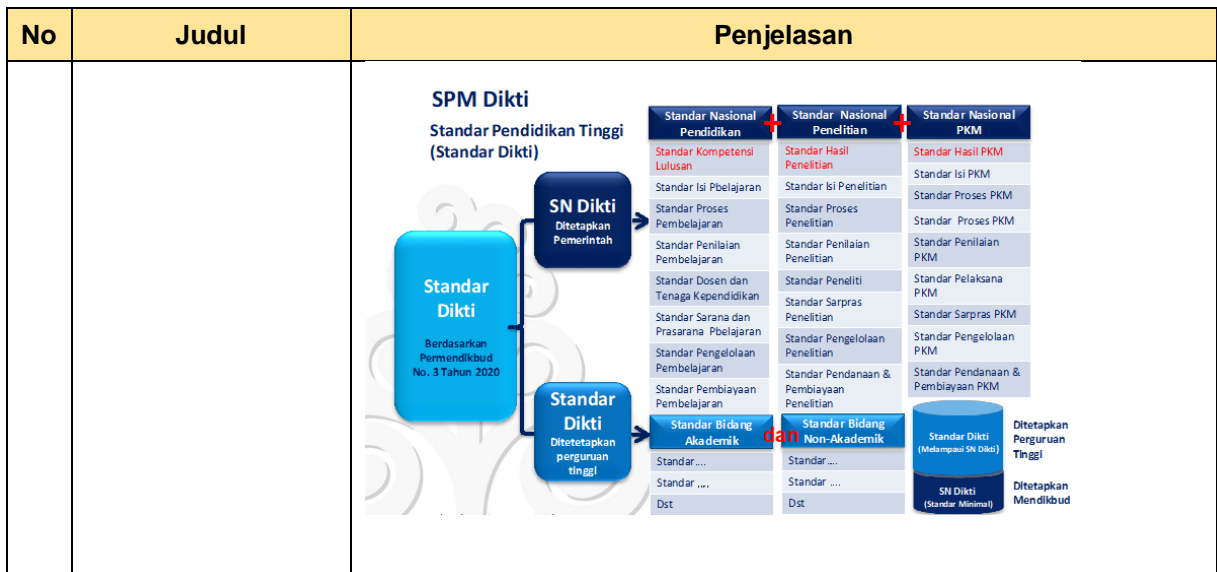 No
Judul
Penjelasan
SPM Dikti
Standar Pendidikan Tinggi
(Standar Dikti)
Standar
Dikti
Berdasarkan
Permendikbud
No. 3 Tahun 2020
SN Dikti
Ditetapkan
Pemerintah
Standar
Dikti
Ditetetapkan
perguruan
tinggi
Standar Nasional
Pendidikan
+
Standar Nasional
Penelitian
+
Standar Nasional
PKM
Standar Kompetensi
Lulusan
Standar Isi Pbelajaran
Standar Proses
Pembelajaran
Standar Penilaian
Pembelajaran
Standar Dosen dan
Tenaga Kependidikan
Standar Sarana dan
Prasarana Pbelajaran
Standar Pengelolaan
Pembelajaran
Standar Pembiayaan
Pembelajaran
Standar Hasil
Penelitian
Standar Isi Penelitian
Standar Proses
Penelitian
Standar Penilaian
Penelitian
Standar Peneliti
Standar Sarpras
Penelitian
Standar Pengelolaan
Penelitian
Standar Pendanaan &
Pembiayaan
Penelitian
Standar Hasil PKM
Standar Isi PKM
Standar Proses PKM
Standar Proses PKM
Standar Penilaian
PKM
Standar Pelaksana
PKM
Standar Sarpras PKM
Standar Pengelolaan
PKM
Standar Pendanaan &
Pembiayaan PKM
Standar Bidang
Akademik
dan
Standar Bidang
Non-Akademik
Standar....
Standar ....
Dst
Standar....
Standar ....
Dst
Standar Dikti
(Melampaui SN Dikti)
SN Dikti
(Standar Minimal)
Ditetapkan
Perguruan
Tinggi
Ditetapkan
Mendikbud